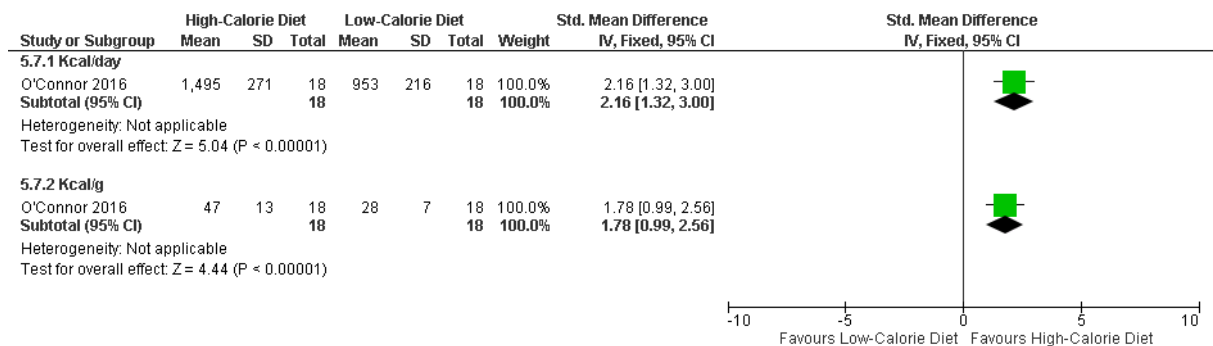 High-Calorie Diet Low-Calorie Diet Std. Mean Difference Std. Mean Difference
Study or Subgroup Mean SD Total Mean SD Total Weight IV, Fixed, 95% CI IV, Fixed, 95% CI
5.7.1 Kcal/day
O'Connor 2016 1,495 271 18 953 216 18 100.0% 2.16 [1.32, 3.00]
Subtotal (95% CI) 18 18 100.0% 2.16 [1.32, 3.00]
Heterogeneity: Not applicable
Test for overall effect: Z = 5.04 (P < 0.00001)
5.7.2 Kcal/g
O'Connor 2016 47 13 18 28 7 18 100.0% 1.78 [0.99, 2.56]
Subtotal (95% CI) 18 18 100.0% 1.78 [0.99, 2.56]
Heterogeneity: Not applicable
Test for overall effect: Z = 4.44 (P < 0.00001)
-10 -5 0 5 10
Favours Low-Calorie Diet Favours High-Calorie Diet